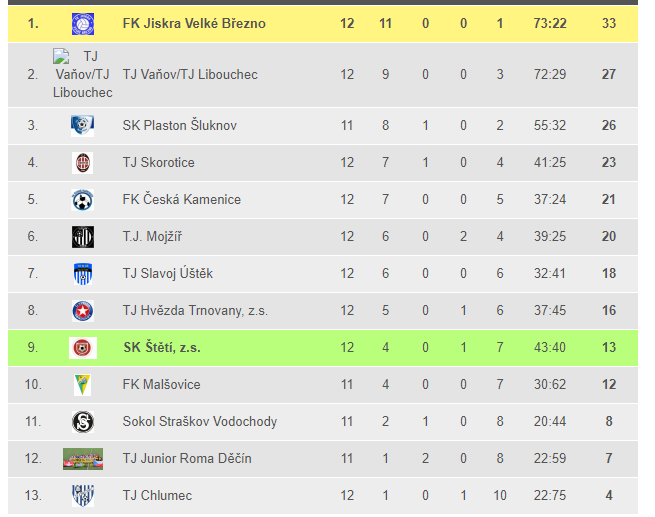 1. FK Jiskra Velké Březno 12 11 0 0 1 73:22 33
2. TJ Vaňov/TJ Libouchec TJ Vaňov/TJ Libouchec 12 9 0 0 3 72:29 27
3. SK Plaston Šluknov 11 8 1 0 2 55:32 26
4. TJ Skorotice 12 7 1 0 4 41:25 23
5. FK Česká Kamenice 12 7 0 0 5 37:24 21
6. T.J. Mojžíř 12 6 0 2 4 39:25 20
7. TJ Slavoj Úštěk 12 6 0 0 6 32:41 18
8. TJ Hvězda Trnovany, z.s. 12 5 0 1 6 37:45 16
9. SK Štětí, z.s. 12 4 0 1 7 43:40 13
10. FK Malšovice 11 4 0 0 7 30:62 12
11. Sokol Straškov Vodochody 11 2 1 0 8 20:44 8
12. TJ Junior Roma Děčín 11 1 2 0 8 22:59 7
13. TJ Chlumec 12 1 0 1 10 22:75 4